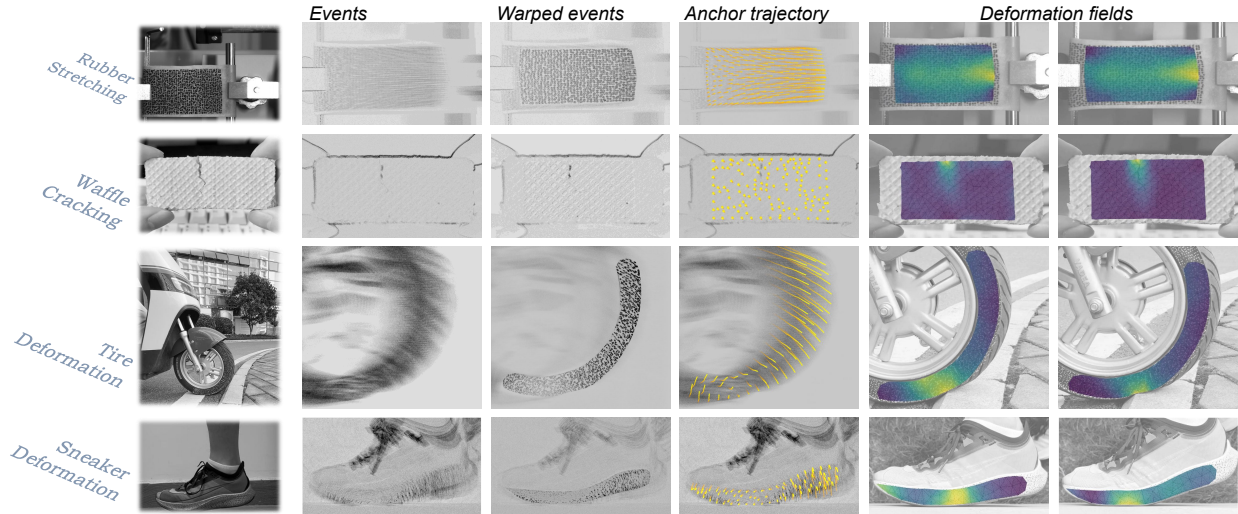 Events Warped events Anchor trajectory Deformation fields
Rubber
Stretching
Waffle
Cracking
Tire
Deformation
Sneaker
Deformation